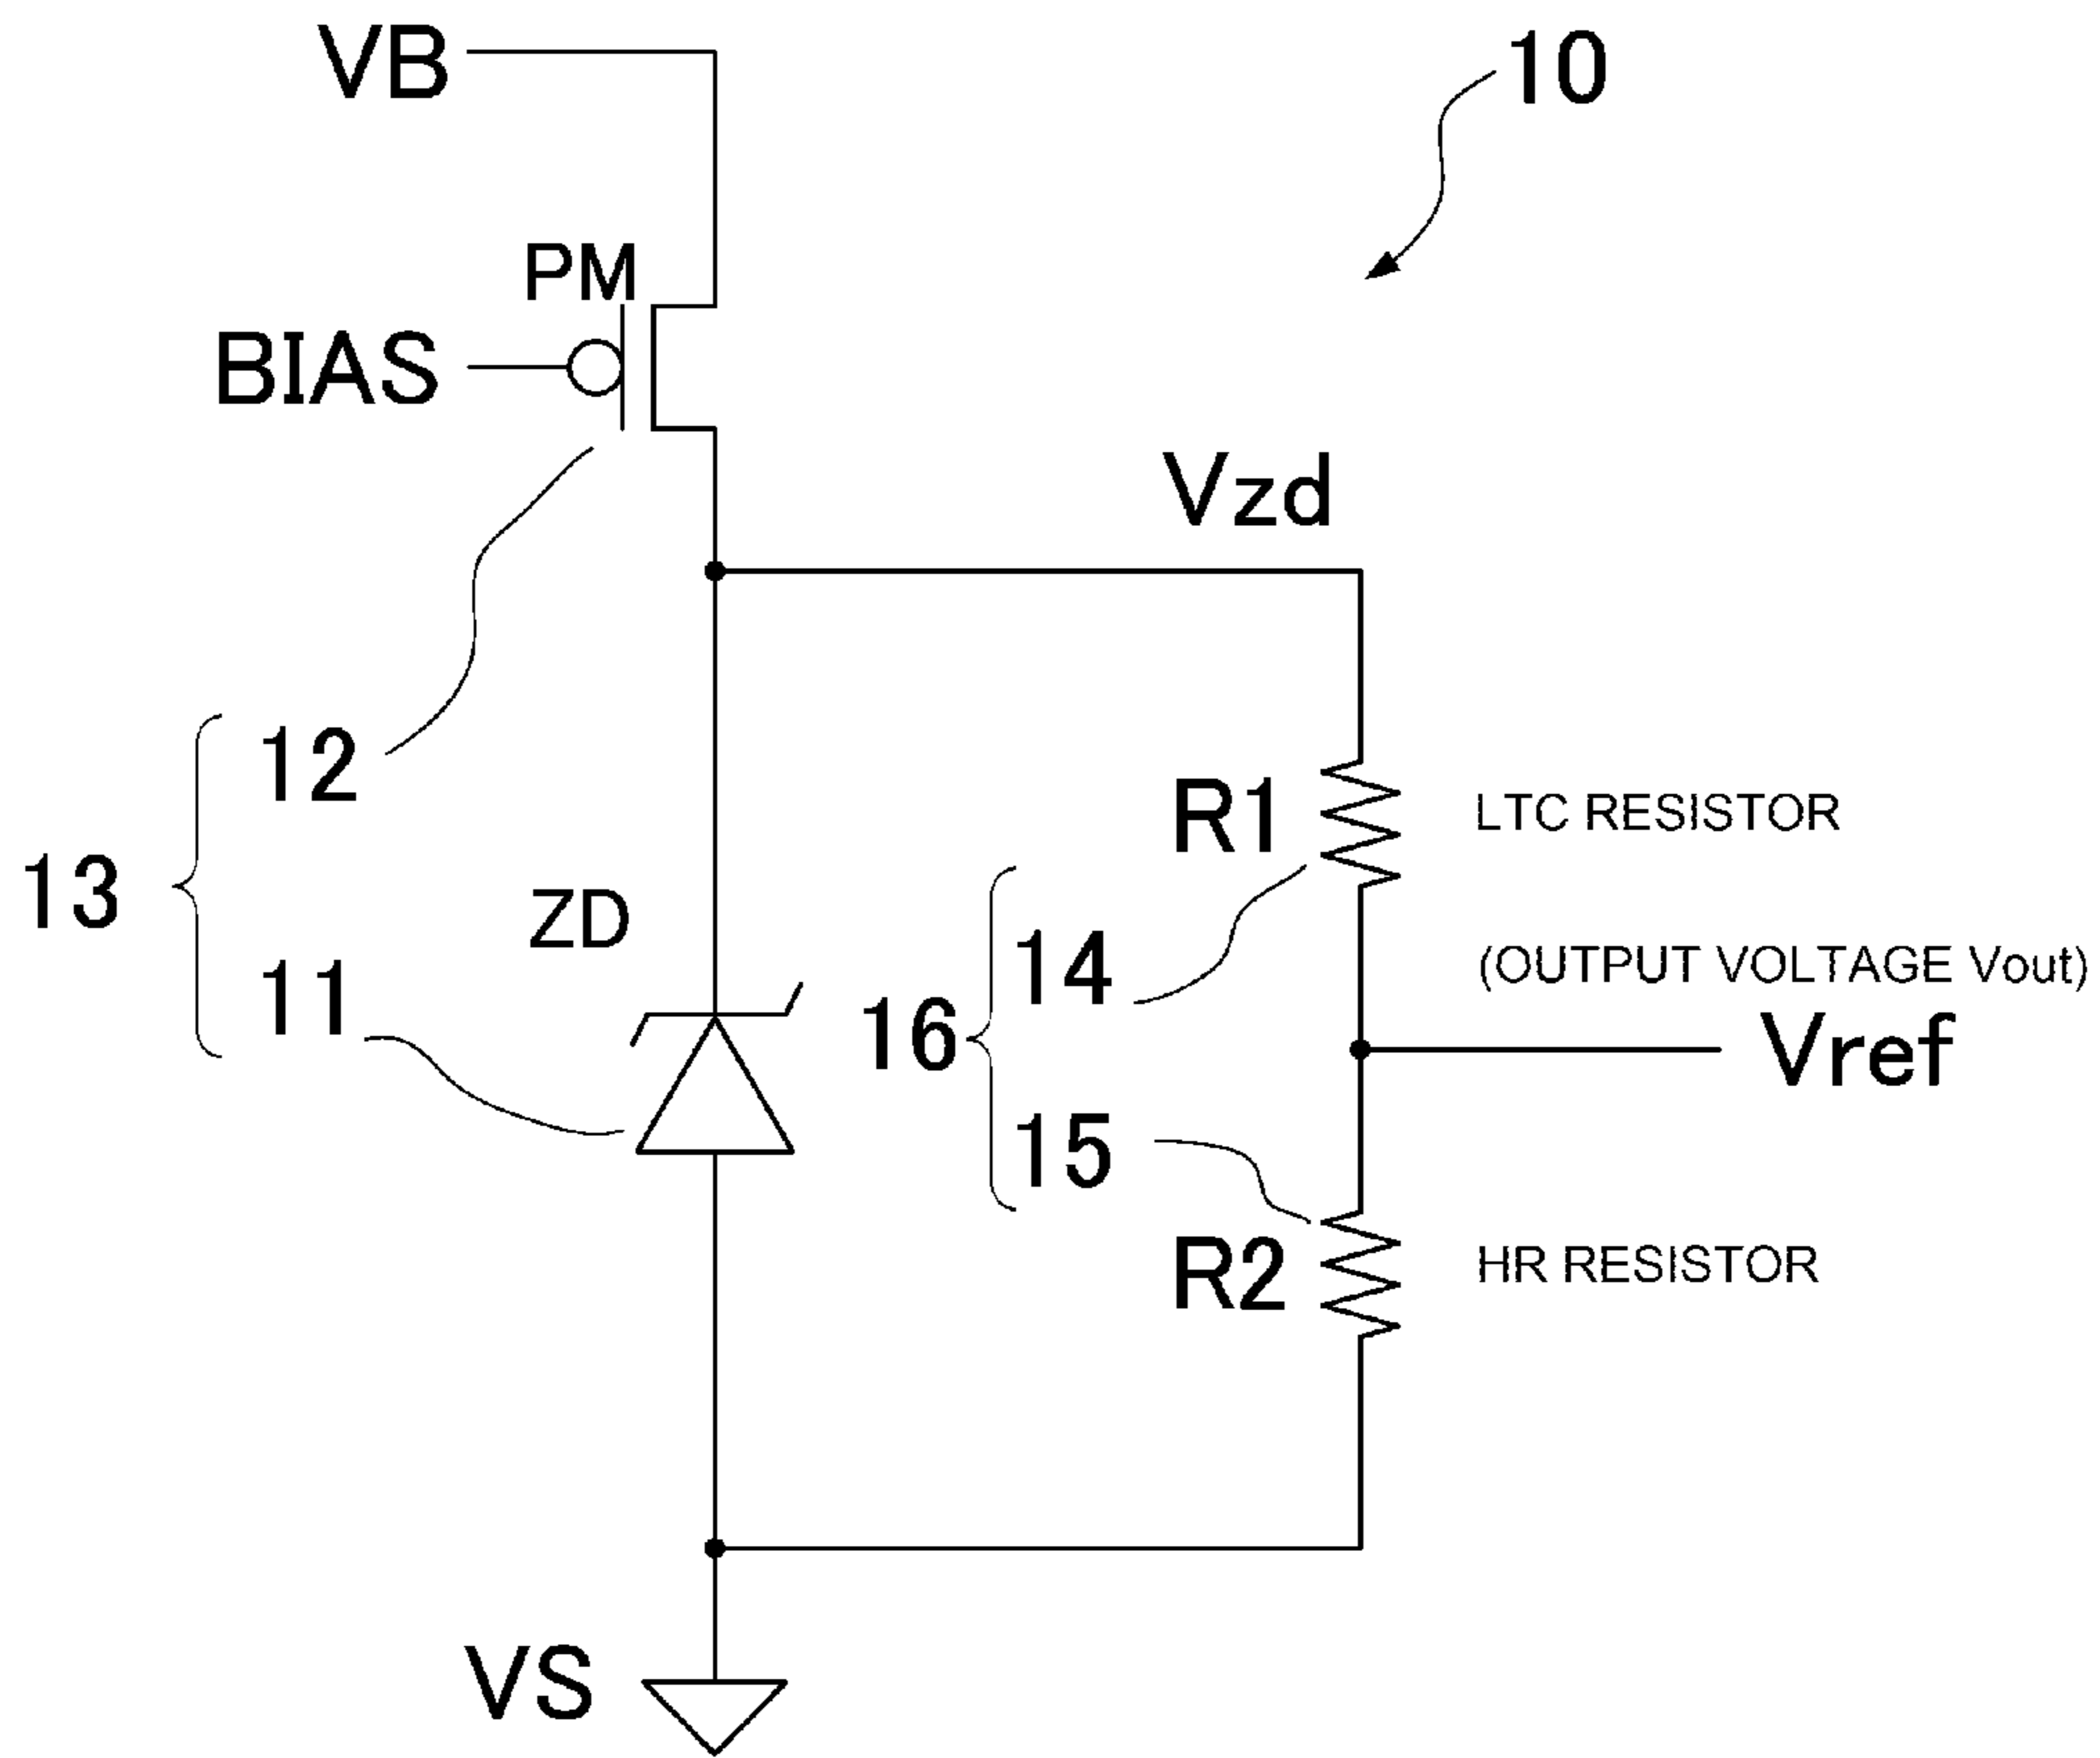 VB
10
PM
BIAS
Vzd
12
R1
LTC RESISTOR
13
ZD
14
(OUTPUT VOLTAGE Vout)
11
16
Vref
15
R2
HR RESISTOR
VS